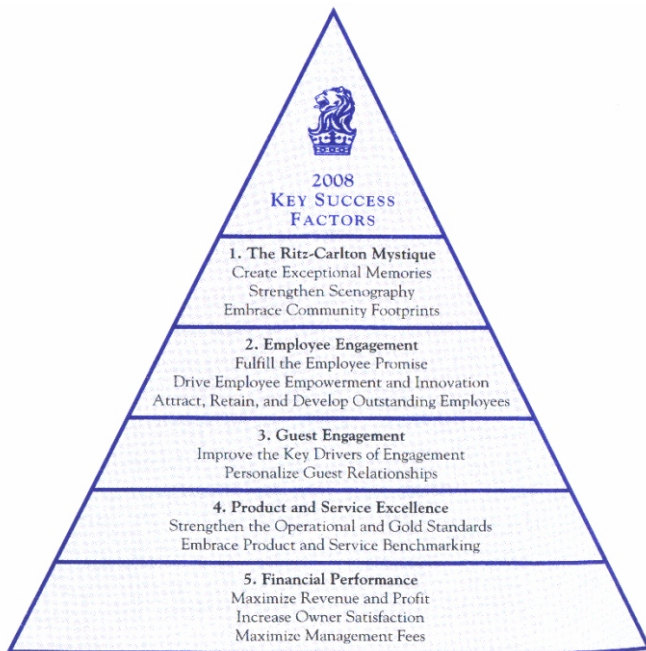 2008
KEY SUCCESS
FACTORS
1. The Ritz-Carlton Mystique
Create Exceptional Memories
Strengthen Scenography
Embrace Community Footprints
2. Employee Engagement
Fulfill the Employee Promise
Drive Employee Empowerment and Innovation
Attract, Retain, and Develop Outstanding Employees
3. Guest Engagement
Improve the Key Drivers of Engagement
Personalize Guest Relationships
4. Product and Service Excellence
Strengthen the Operational and Gold Standards
Embrace Product and Service Benchmarking
5. Financial Performance
Maximize Revenue and Profit
Increase Owner Satisfaction
Maximize Management Fees